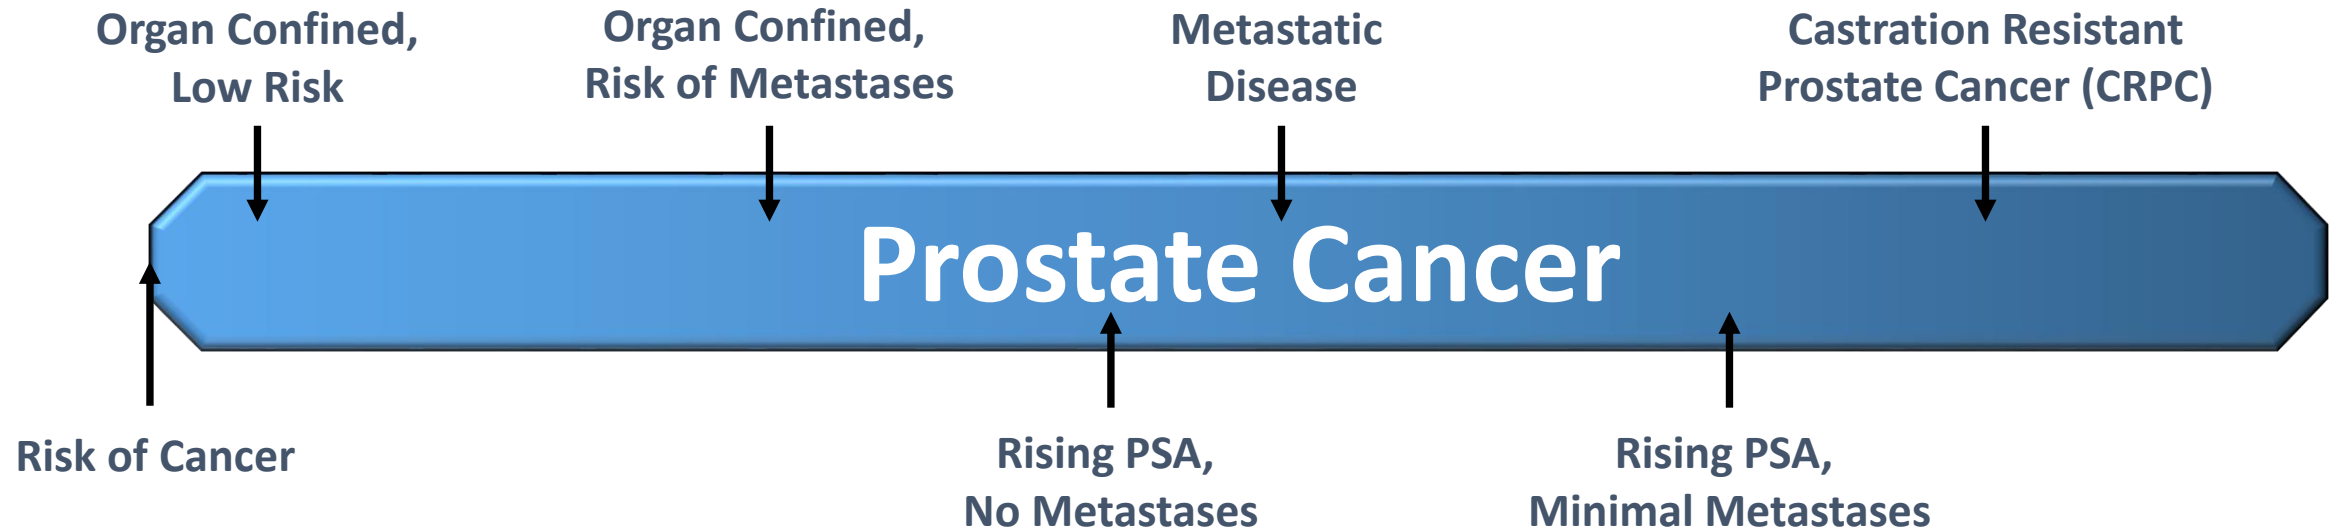 Organ Confined,
Low Risk
Organ Confined,
Risk of Metastases
Metastatic
Disease
Castration Resistant
Prostate Cancer (CRPC)
Prostate Cancer
Risk of Cancer
Rising PSA,
No Metastases
Rising PSA,
Minimal Metastases